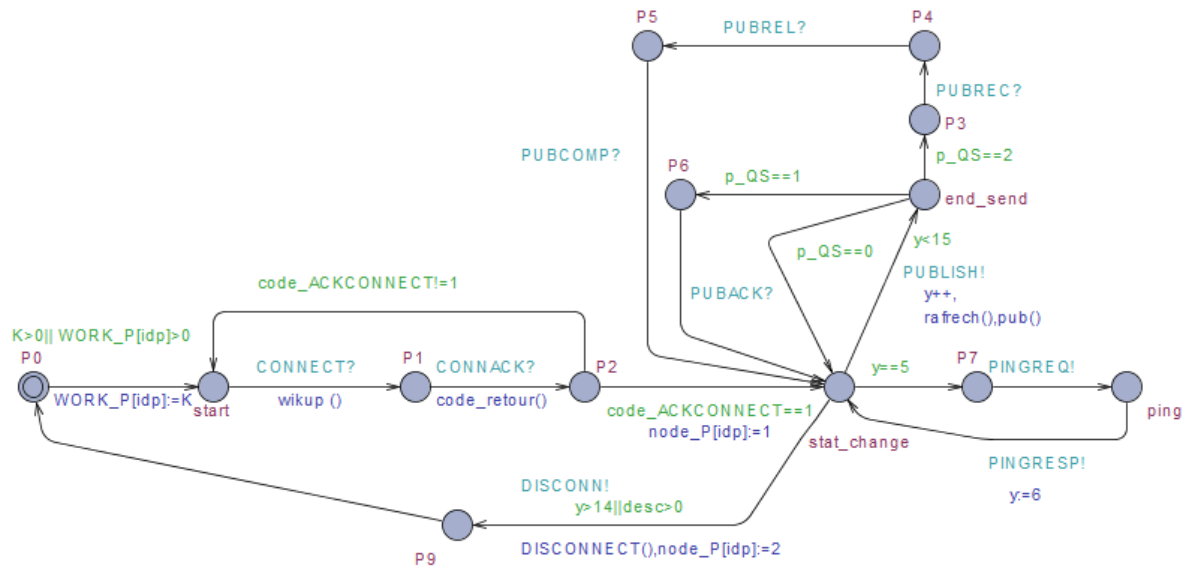 P5
PUBREL?
P4
PUBREC?
P3
PUBCOMP?
P6
p_QS==1
p_QS==2
end_send
p_QS==0
y<15
PUBLISH!
y++,
rafrech(),pub()
PUBACK?
code_ACKCONNECT!=1
K>0|| WORK_P[idp]>0
P0
WORK_P[idp]:=K
start
CONNECT?
wikup ()
P1
CONNACK?
code_retour()
P2
code_ACKCONNECT==1
node_P[idp]:=1
stat_change
y==5
P7
PINGREQ!
ping
PINGRESP!
y:=6
DISCONN!
y>14||desc>0
DISCONNECT(),node_P[idp]:=2
P9